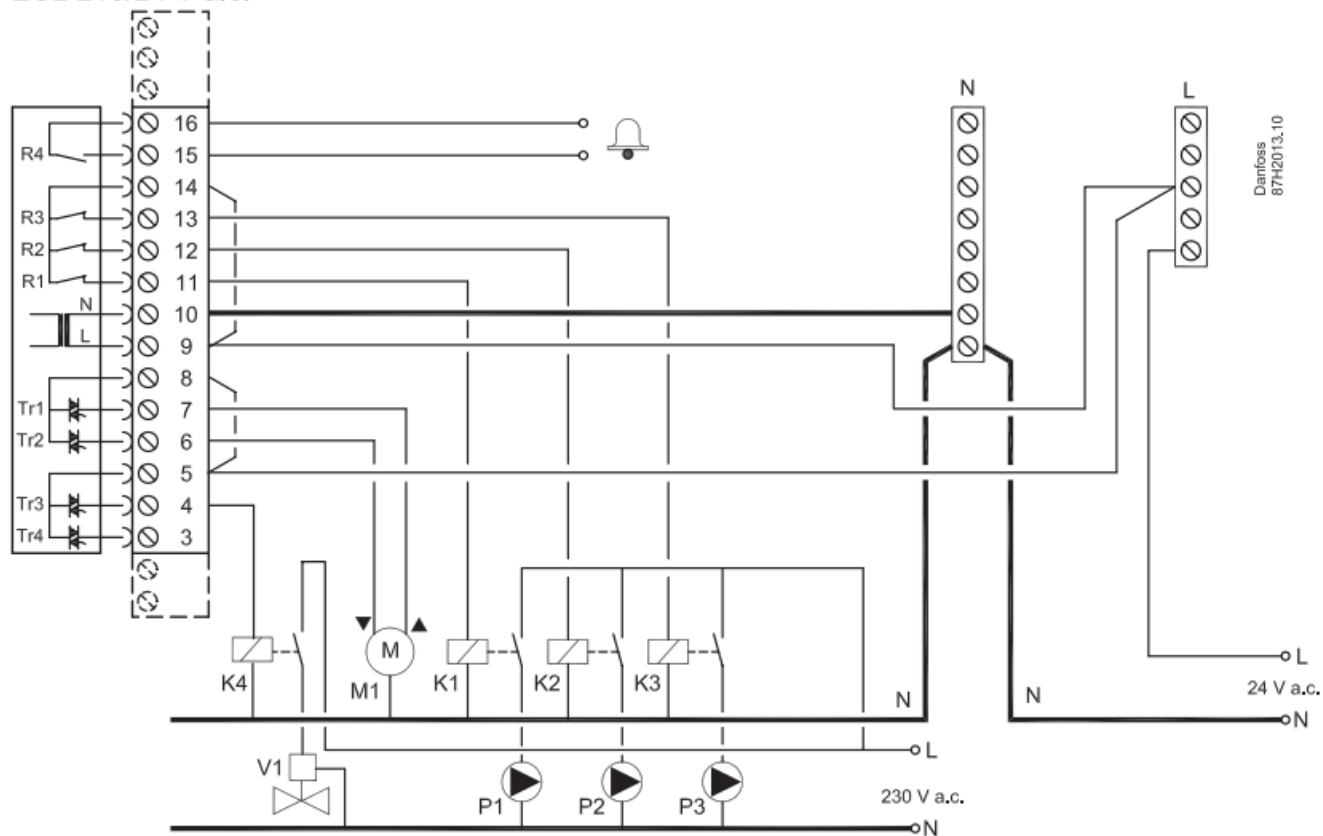 N
L
Danfoss
87H2013.10
16
R4
15
14
R3
13
R2
12
R1
11
N
10
L
9
8
Tr1
7
Tr2
6
5
Tr3
4
Tr4
3
M
K4
M1
K1
K2
K3
N
N
L
24 V a.c.
N
L
V1
P1
P2
P3
230 V a.c.
N